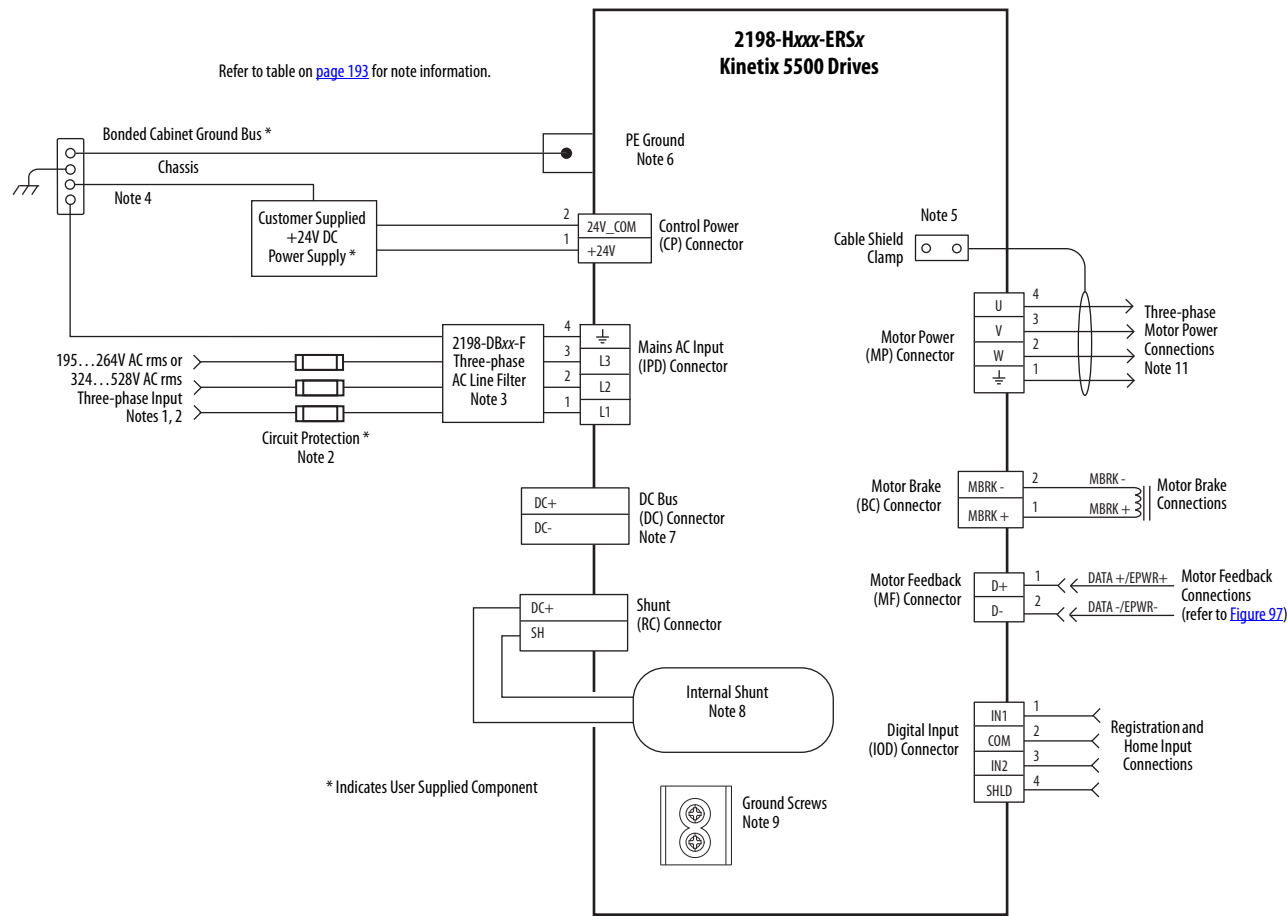 2198-Hxxx-ERSx
Kinetix 5500 Drives
Refer to table on page 193 for note information.
Bonded Cabinet Ground Bus *
Chassis
Note 4
PE Ground
Note 6
Customer Supplied
+24V DC
Power Supply *
2
1
24V_COM
+24V
Control Power
(CP) Connector
Note 5
Cable Shield
Clamp
Motor Power
(MP) Connector
U
V
W
4
3
2
1
Three-phase
Motor Power
Connections
Note 11
195…264V AC rms or
324…528V AC rms
Three-phase Input
Notes 1, 2
Circuit Protection *
Note 2
2198-DBxx-F
Three-phase
AC Line Filter
Note 3
4
3
2
1
L3
L2
L1
Mains AC Input
(IPD) Connector
DC+
DC-
DC Bus
(DC) Connector
Note 7
Motor Brake
(BC) Connector
MBRK -
MBRK +
2
1
MBRK -
MBRK +
Motor Brake
Connections
DC+
SH
Shunt
(RC) Connector
Motor Feedback
(MF) Connector
D+
D-
1
2
DATA +/EPWR+
DATA -/EPWR-
Motor Feedback
Connections
(refer to Figure 97)
Internal Shunt
Note 8
Digital Input
(IOD) Connector
IN1
COM
IN2
SHLD
1
2
3
4
Registration and
Home Input
Connections
* Indicates User Supplied Component
Ground Screws
Note 9